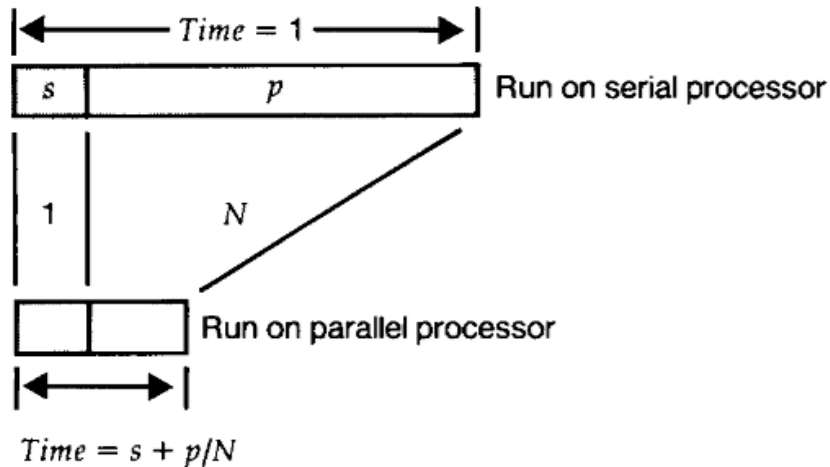 Time = 1
s
p
Run on serial processor
1
N
Run on parallel processor
Time = s + p/N